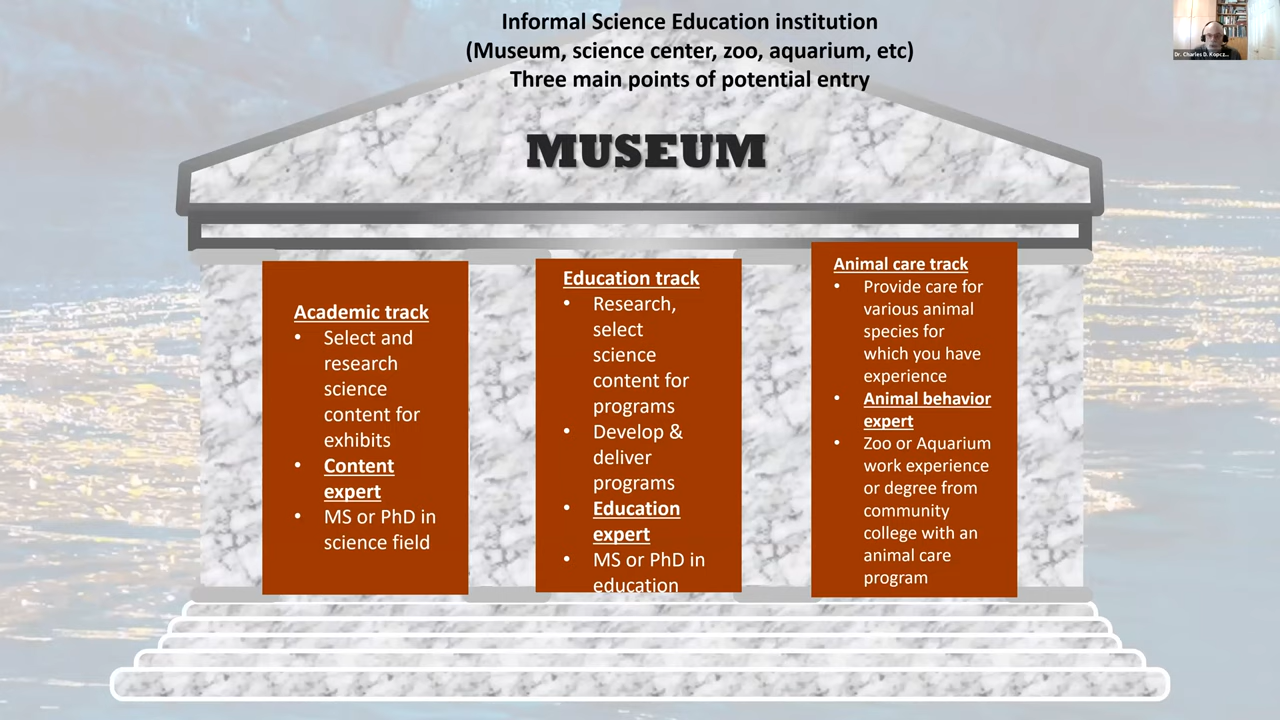 Informal Science Education institution
(Museum, science center, zoo, aquarium, etc)
Three main points of potential entry
MUSEUM
Academic track
• Select and
research
science
content for
exhibits
• Content
expert
• MS or PhD in
science field
Education track
• Research,
select
science
content for
programs
• Develop &
deliver
programs
• Education
expert
• MS or PhD in
education
Animal care track
• Provide care for
various animal
species for
which you have
experience
• Animal behavior
expert
• Zoo or Aquarium
work experience
or degree from
community
college with an
animal care
program
Dr. Charles D. Kopcz...